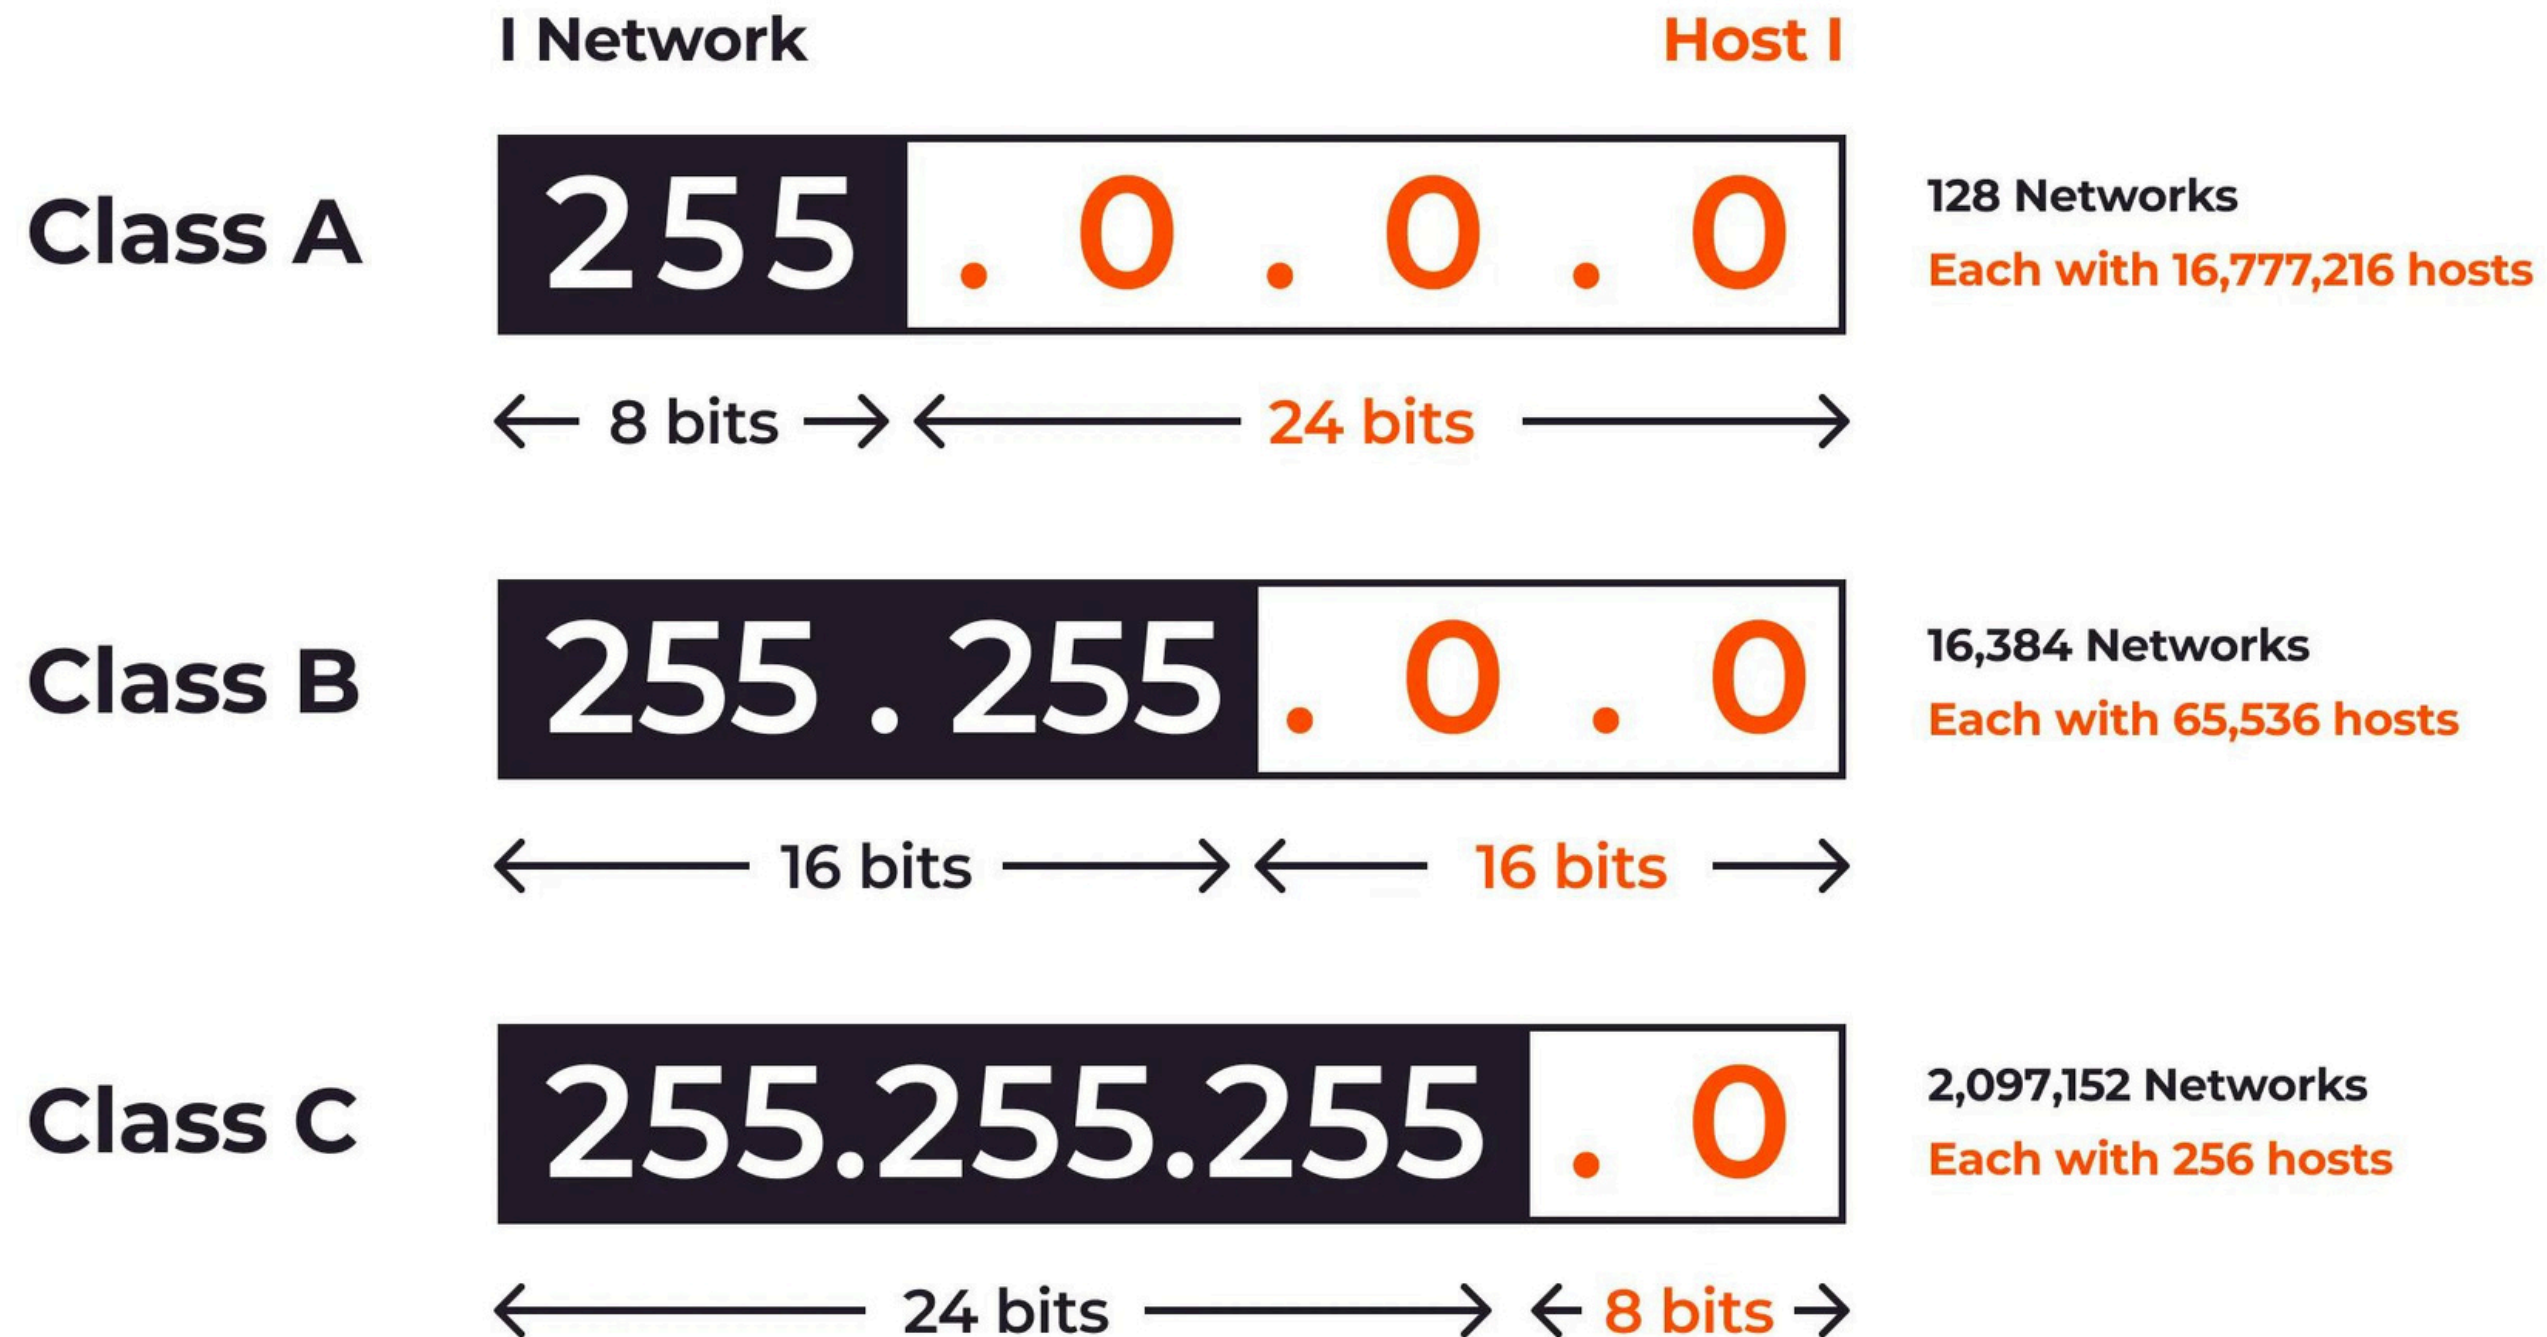 I Network Host I
Class A
255 . 0 . 0 . 0
128 Networks
Each with 16,777,216 hosts
8 bits 24 bits
Class B
255 . 255 . 0 . 0
16,384 Networks
Each with 65,536 hosts
16 bits 16 bits
Class C
255.255.255 . 0
2,097,152 Networks
Each with 256 hosts
24 bits 8 bits